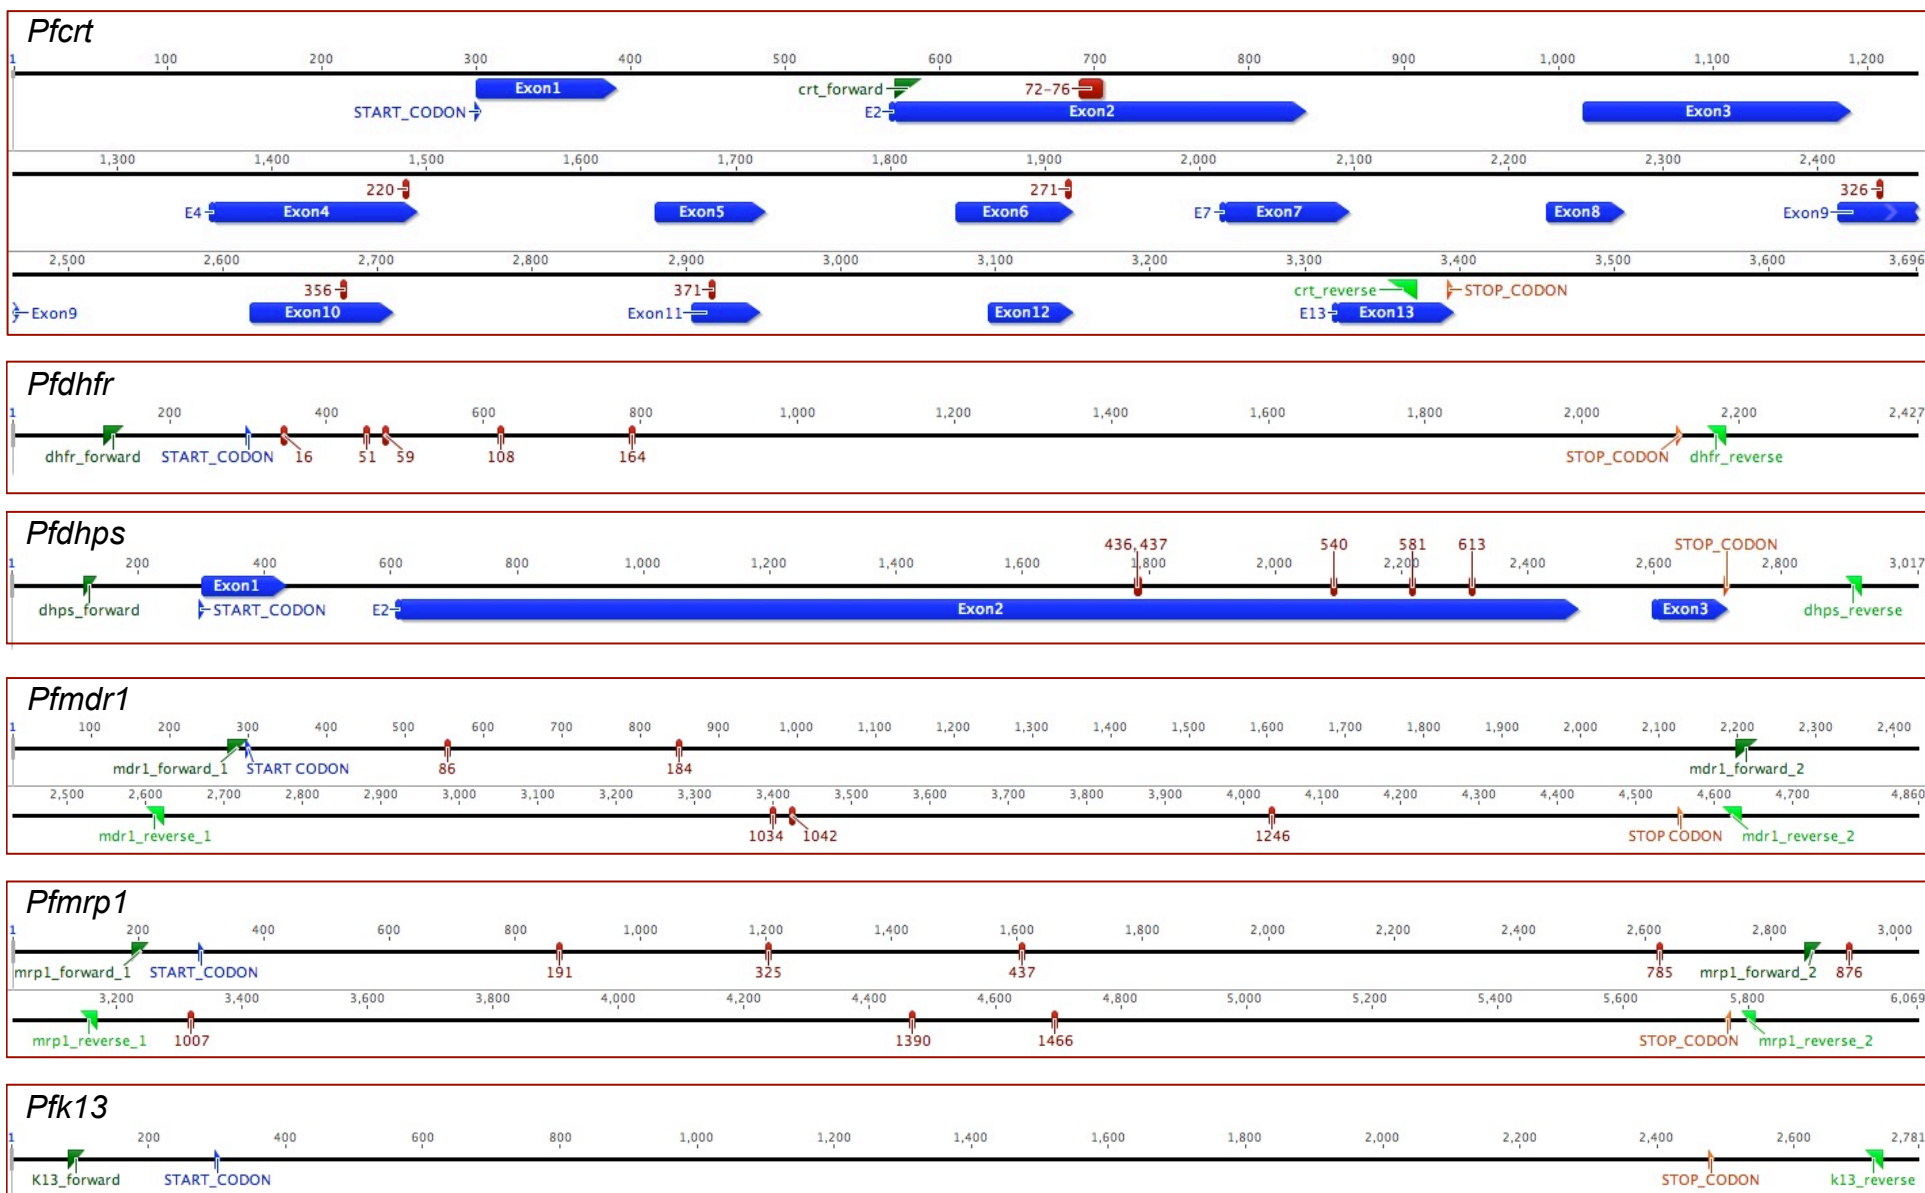 Pfcrt
1 100 200 300 400 500 600 700 800 900 1,000 1,100 1,200
Exon1 crt_forward 72-76
START_CODON E2 Exon2 Exon3
1,300 1,400 1,500 1,600 1,700 1,800 1,900 2,000 2,100 2,200 2,300 2,400
220 271 326
E4 Exon4 Exon5 Exon6 E7 Exon7 Exon8 Exon9
2,500 2,600 2,700 2,800 2,900 3,000 3,100 3,200 3,300 3,400 3,500 3,600 3,696
356 371 crt_reverse STOP_CODON
Exon9 Exon10 Exon11 Exon12 E13 Exon13
Pfdhfr
1 200 400 600 800 1,000 1,200 1,400 1,600 1,800 2,000 2,200 2,427
dhfr_forward START_CODON 16 51 59 108 164 STOP_CODON dhfr_reverse
Pfdhps
436,437 540 581 613 STOP_CODON
1 200 400 600 800 1,000 1,200 1,400 1,600 1,800 2,000 2,200 2,400 2,600 2,800 3,017
Exon1
dhps_forward START_CODON E2 Exon2 Exon3 dhps_reverse
Pfmdr1
1 100 200 300 400 500 600 700 800 900 1,000 1,100 1,200 1,300 1,400 1,500 1,600 1,700 1,800 1,900 2,000 2,100 2,200 2,300 2,400
mdr1_forward_1 START CODON 86 184 mdr1_forward_2
2,500 2,600 2,700 2,800 2,900 3,000 3,100 3,200 3,300 3,400 3,500 3,600 3,700 3,800 3,900 4,000 4,100 4,200 4,300 4,400 4,500 4,600 4,700 4,860
mdr1_reverse_1 1034 1042 1246 STOP CODON mdr1_reverse_2
Pfmrp1
1 200 400 600 800 1,000 1,200 1,400 1,600 1,800 2,000 2,200 2,400 2,600 2,800 3,000
mrp1_forward_1 START_CODON 191 325 437 785 mrp1_forward_2 876
3,200 3,400 3,600 3,800 4,000 4,200 4,400 4,600 4,800 5,000 5,200 5,400 5,600 5,800 6,069
mrp1_reverse_1 1007 1390 1466 STOP_CODON mrp1_reverse_2
Pfk13
1 200 400 600 800 1,000 1,200 1,400 1,600 1,800 2,000 2,200 2,400 2,600 2,781
K13_forward START_CODON STOP_CODON k13_reverse